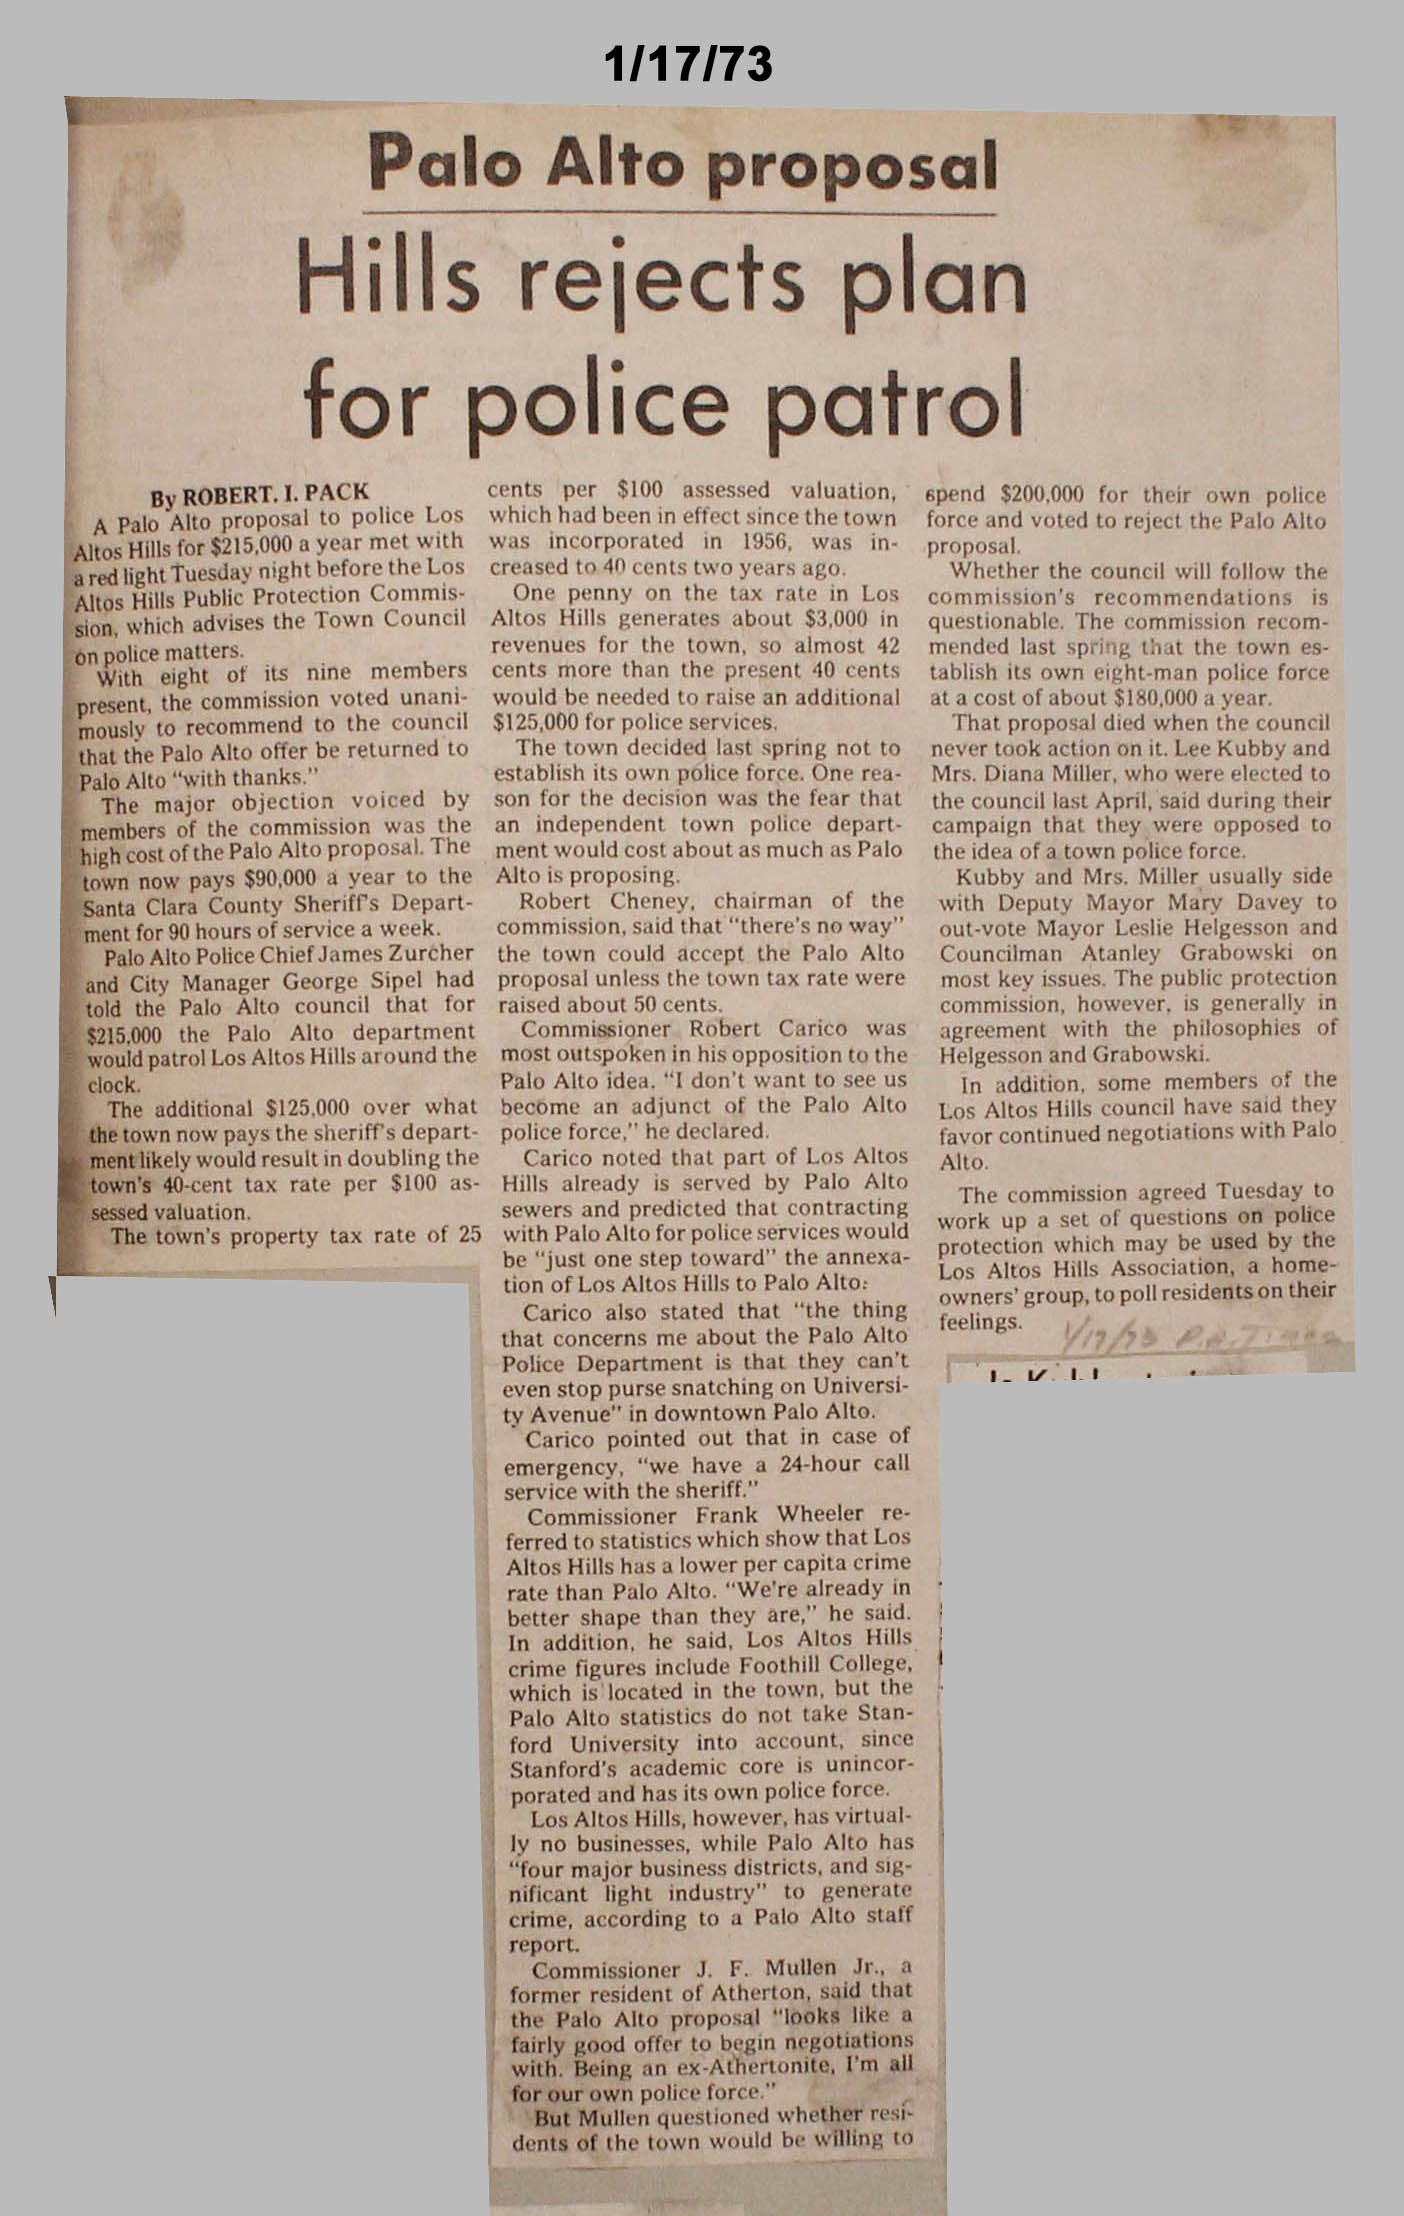 1/17/73
Palo Alto proposal
Hills rejects plan
for police patrol
By ROBERT. I. PACK
A Palo Alto proposal to police Los
Altos Hills for $215,000 a year met with
a red light Tuesday night before the Los
Altos Hills Public Protection Commis-
sion, which advises the Town Council
on police matters.
With eight of its nine members
present, the commission voted unani-
mously to recommend to the council
that the Palo Alto offer be returned to
Palo Alto "with thanks."
The major objection voiced by
members of the commission was the
high cost of the Palo Alto proposal. The
town now pays $90,000 a year to the
Santa Clara County Sheriff's Depart-
ment for 90 hours of service a week.
Palo Alto Police Chief James Zurcher
and City Manager George Sipel had
told the Palo Alto council that for
$215,000 the Palo Alto department
would patrol Los Altos Hills around the
clock.
The additional $125,000 over what
the town now pays the sheriff's depart-
ment likely would result in doubling the
town's 40-cent tax rate per $100 as-
sessed valuation.
The town's property tax rate of 25
cents per $100 assessed valuation,
which had been in effect since the town
was incorporated in 1956, was in-
creased to 40 cents two years ago.
One penny on the tax rate in Los
Altos Hills generates about $3,000 in
revenues for the town, so almost 42
cents more than the present 40 cents
would be needed to raise an additional
$125,000 for police services.
The town decided last spring not to
establish its own police force. One rea-
son for the decision was the fear that
an independent town police depart-
ment would cost about as much as Palo
Alto is proposing.
Robert Cheney, chairman of the
commission, said that "there's no way"
the town could accept the Palo Alto
proposal unless the town tax rate were
raised about 50 cents.
Commissioner Robert Carico was
most outspoken in his opposition to the
Palo Alto idea. "I don't want to see us
become an adjunct of the Palo Alto
police force," he declared.
Carico noted that part of Los Altos
Hills already is served by Palo Alto
sewers and predicted that contracting
with Palo Alto for police services would
be "just one step toward" the annexa-
tion of Los Altos Hills to Palo Alto.
Carico also stated that "the thing
that concerns me about the Palo Alto
Police Department is that they can't
even stop purse snatching on Universi-
ty Avenue" in downtown Palo Alto.
Carico pointed out that in case of
emergency, "we have a 24-hour call
service with the sheriff."
Commissioner Frank Wheeler re-
ferred to statistics which show that Los
Altos Hills has a lower per capita crime
rate than Palo Alto. "We're already in
better shape than they are," he said.
In addition, he said, Los Altos Hills
crime figures include Foothill College,
which is located in the town, but the
Palo Alto statistics do not take Stan-
ford University into account, since
Stanford's academic core is unincor-
porated and has its own police force.
Los Altos Hills, however, has virtual-
ly no businesses, while Palo Alto has
"four major business districts, and sig-
nificant light industry" to generate
crime, according to a Palo Alto staff
report.
Commissioner J. F. Mullen Jr., a
former resident of Atherton, said that
the Palo Alto proposal "looks like a
fairly good offer to begin negotiations
with. Being an ex-Athertonite, I'm all
for our own police force."
But Mullen questioned whether resi-
dents of the town would be willing to
spend $200,000 for their own police
force and voted to reject the Palo Alto
proposal.
Whether the council will follow the
commission's recommendations is
questionable. The commission recom-
mended last spring that the town es-
tablish its own eight-man police force
at a cost of about $180,000 a year.
That proposal died when the council
never took action on it. Lee Kubby and
Mrs. Diana Miller, who were elected to
the council last April, said during their
campaign that they were opposed to
the idea of a town police force.
Kubby and Mrs. Miller usually side
with Deputy Mayor Mary Davey to
out-vote Mayor Leslie Helgesson and
Councilman Atanley Grabowski on
most key issues. The public protection
commission, however, is generally in
agreement with the philosophies of
Helgesson and Grabowski.
In addition, some members of the
Los Altos Hills council have said they
favor continued negotiations with Palo
Alto.
The commission agreed Tuesday to
work up a set of questions on police
protection which may be used by the
Los Altos Hills Association, a home-
owners' group, to poll residents on their
feelings.
1/17/73 P.A. Times